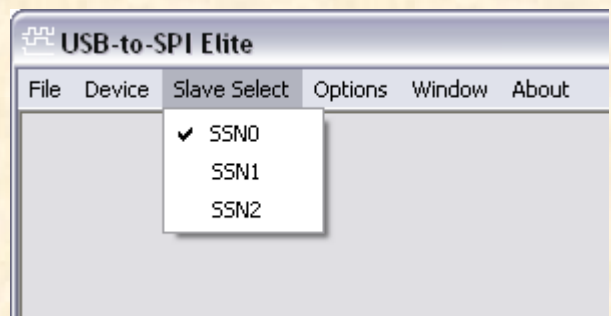 USB-to-SPI Elite
File Device Slave Select Options Window About
✔ SSN0
SSN1
SSN2